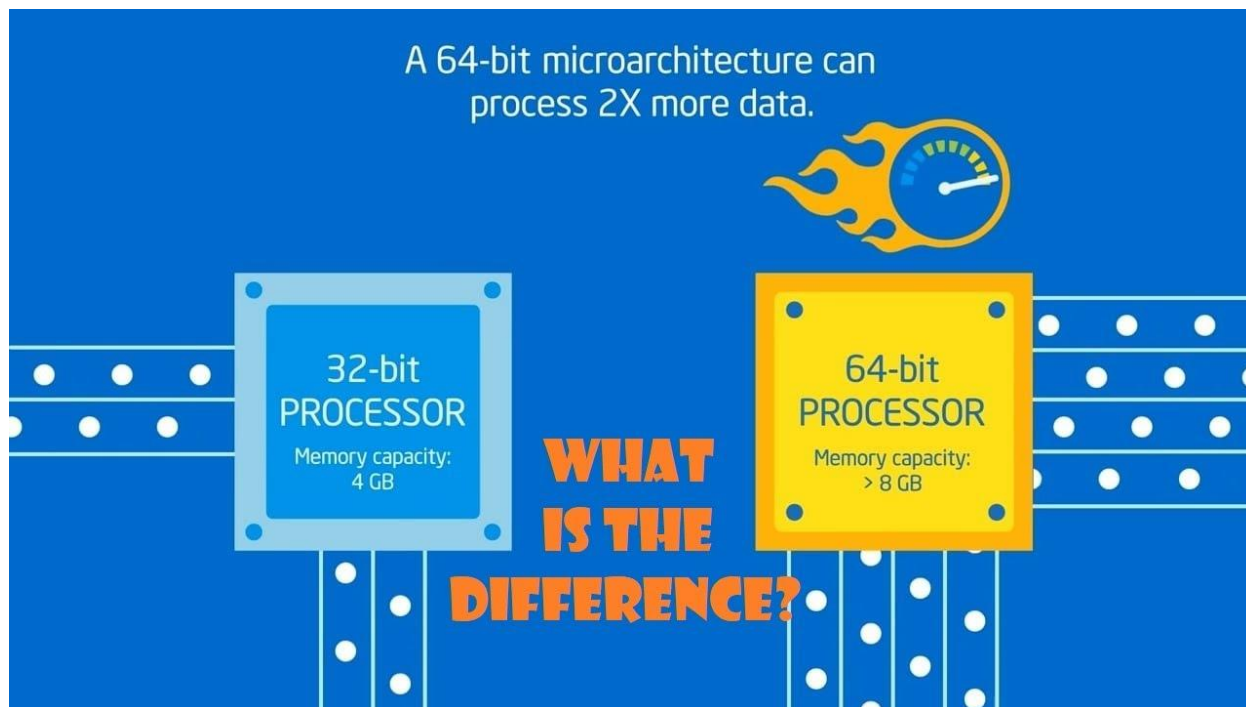 A 64-bit microarchitecture can
process 2X more data.
32-bit
PROCESSOR
Memory capacity:
4 GB
64-bit
PROCESSOR
Memory capacity:
> 8 GB
WHAT
IS THE
DIFFERENCE?